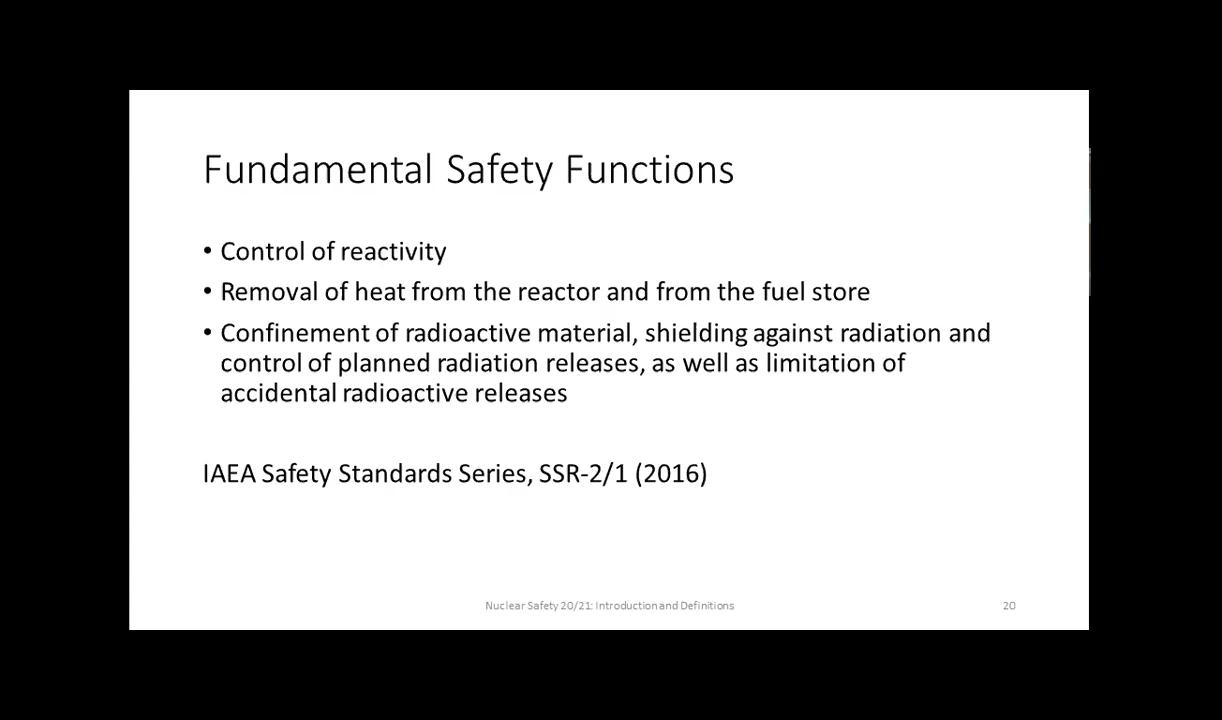 Fundamental Safety Functions
• Control of reactivity
• Removal of heat from the reactor and from the fuel store
• Confinement of radioactive material, shielding against radiation and
control of planned radiation releases, as well as limitation of
accidental radioactive releases
IAEA Safety Standards Series, SSR-2/1 (2016)
Nuclear Safety 20/21: Introduction and Definitions
20